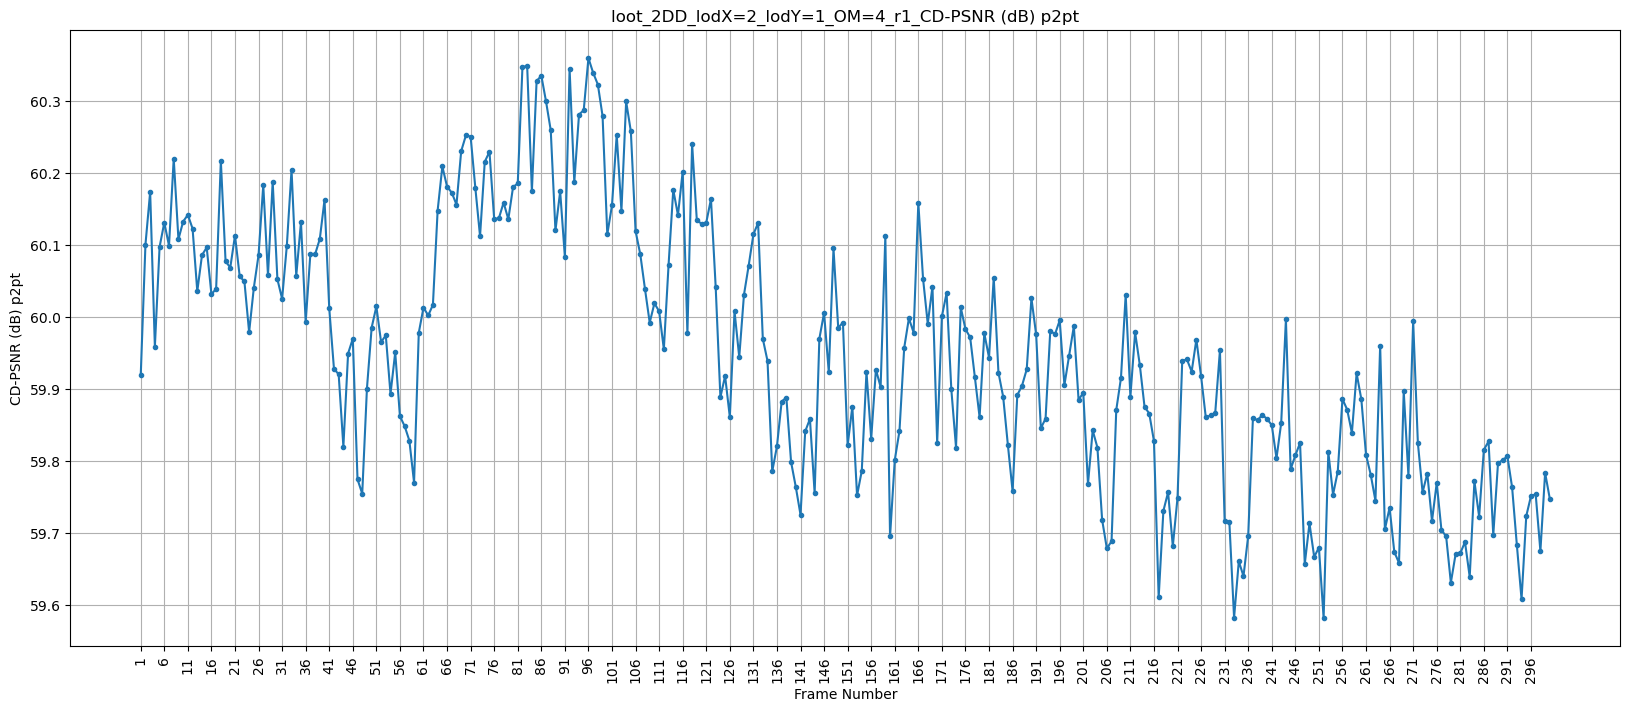 loot_2DD_lodX=2_lodY=1_OM=4_r1_CD-PSNR (dB) p2pt
CD-PSNR (dB) p2pt
60.3
60.2
60.1
60.0
59.9
59.8
59.7
59.6
1 6 11 16 21 26 31 36 41 46 51 56 61 66 71 76 81 86 91 96 101 106 111 116 121 126 131 136 141 146 151 156 161 166 171 176 181 186 191 196 201 206 211 216 221 226 231 236 241 246 251 256 261 266 271 276 281 286 291 296
Frame Number